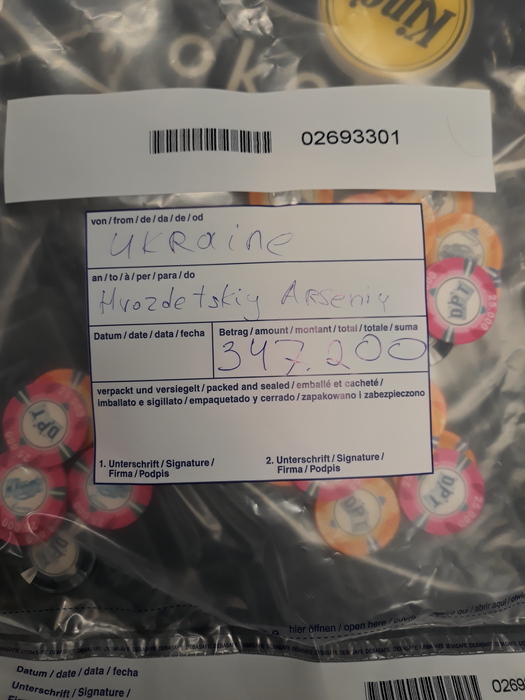 King's
Poke
02693301
von / from / de / da / de / od
UKRaine
an / to / à / per / para / do
Hvozdetskiy Arseniy
Datum / date / data / fecha
Betrag / amount / montant / total / totale / suma
347.200
verpackt und versiegelt / packed and sealed / emballé et cacheté /
imballato e sigillato / empaquetado y cerrado / zapakowano i zabezpieczono
1. Unterschrift / Signature /
Firma / Podpis
2. Unterschrift / Signature /
Firma / Podpis
DPT
DPT
DPT
DPT
hier öffnen / open here /
Datum / date / data / fecha
Unterschrift / Signature /
0269